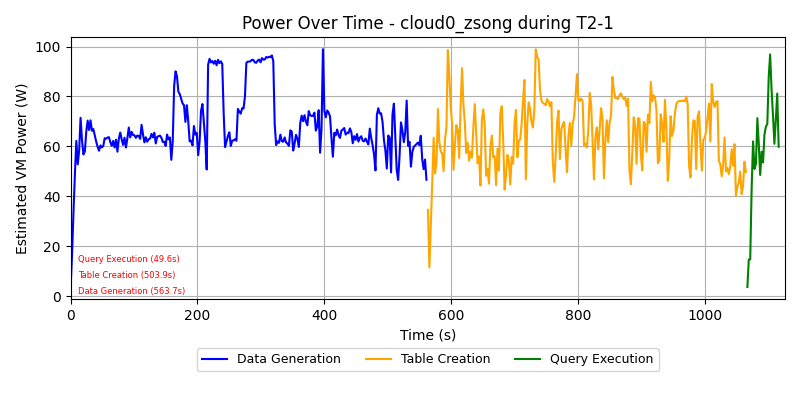 Power Over Time - cloud0_zsong during T2-1
Estimated VM Power (W)
100
80
60
40
20
0
Query Execution (49.6s)
Table Creation (503.9s)
Data Generation (563.7s)
0 200 400 600 800 1000
Time (s)
Data Generation Table Creation Query Execution